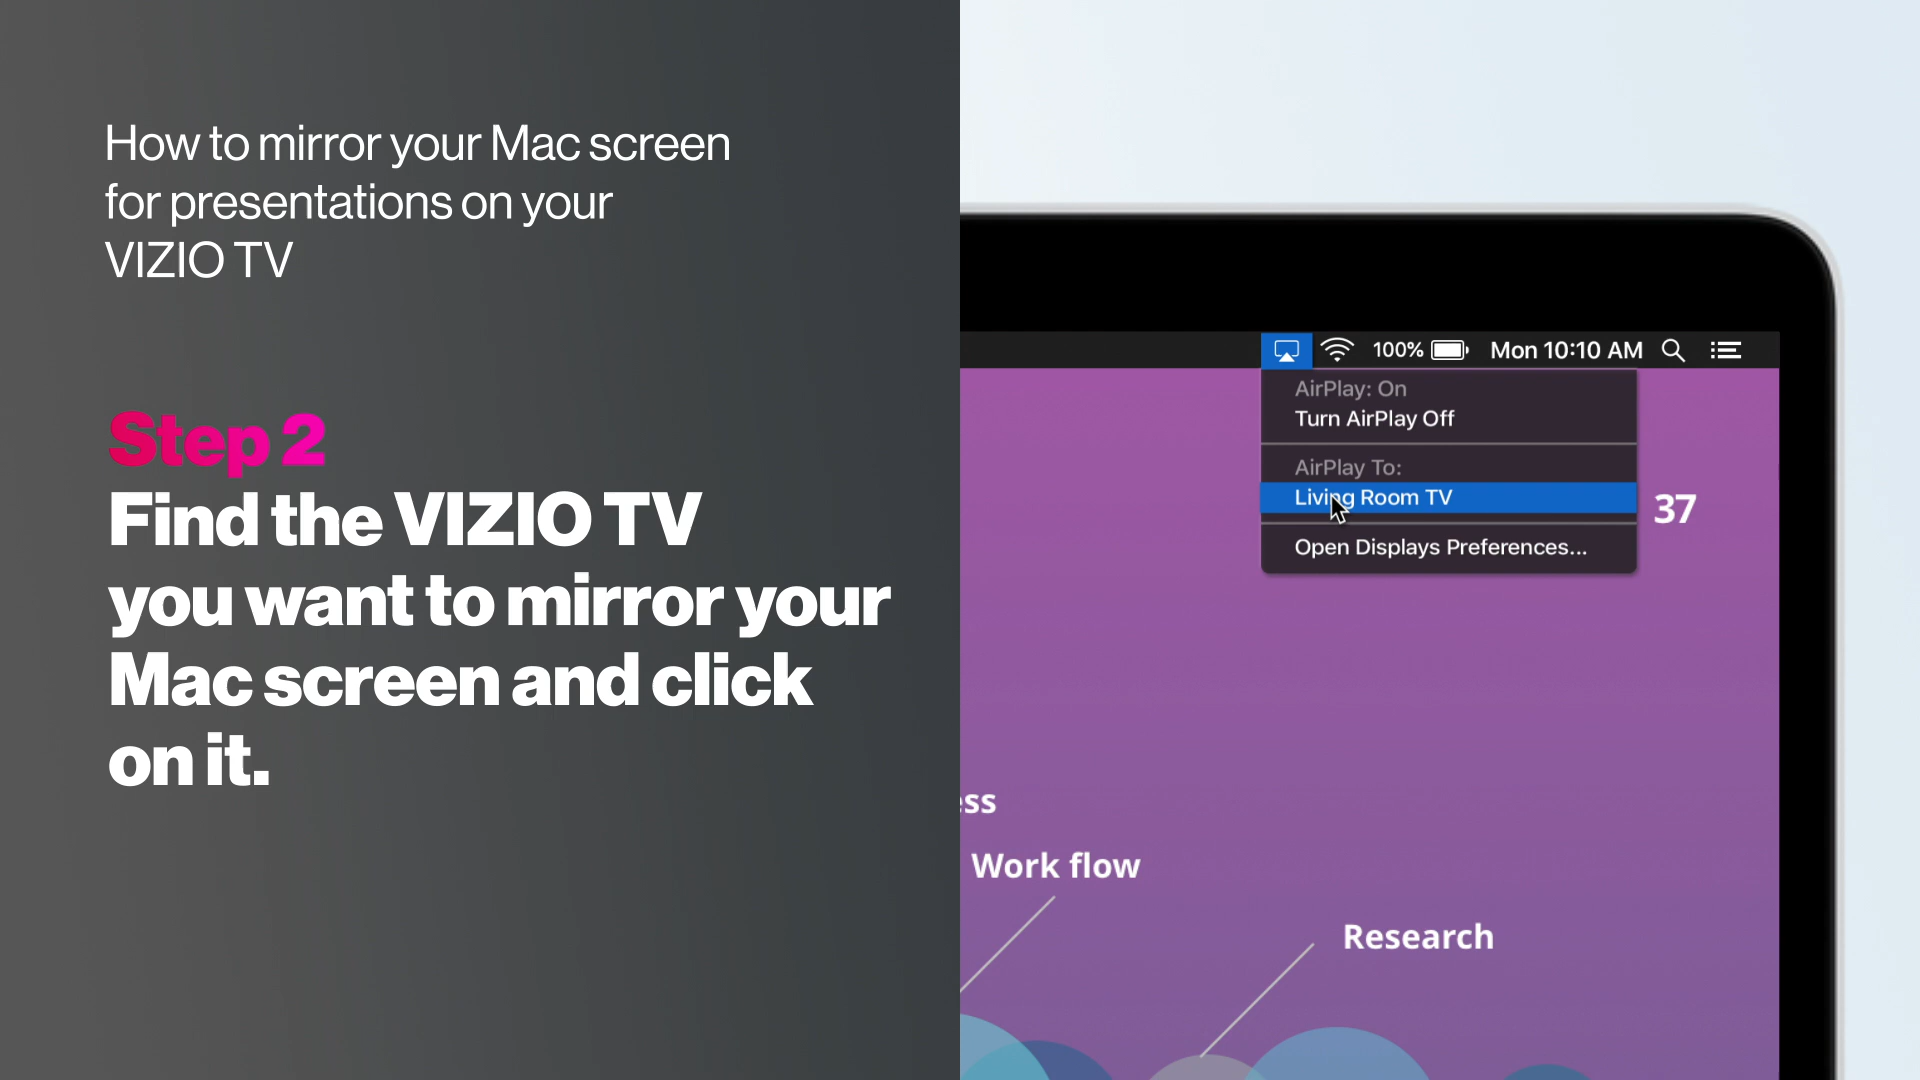 How to mirror your Mac screen
for presentations on your
VIZIO TV
Step 2
Find the VIZIO TV
you want to mirror your
Mac screen and click
on it.
100% Mon 10:10 AM
AirPlay: On
Turn AirPlay Off
AirPlay To:
Living Room TV
Open Displays Preferences...
37
Work flow
Research